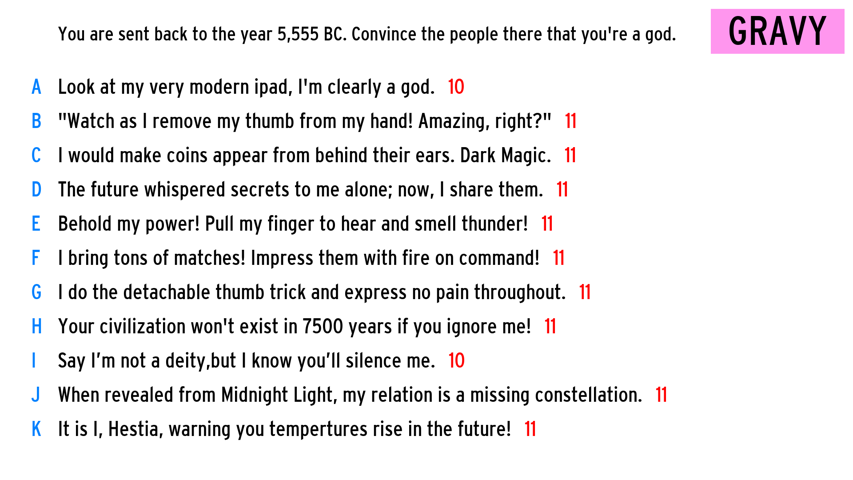 You are sent back to the year 5,555 BC. Convince the people there that you're a god.
GRAVY
A Look at my very modern ipad, I'm clearly a god. 10
B "Watch as I remove my thumb from my hand! Amazing, right?" 11
C I would make coins appear from behind their ears. Dark Magic. 11
D The future whispered secrets to me alone; now, I share them. 11
E Behold my power! Pull my finger to hear and smell thunder! 11
F I bring tons of matches! Impress them with fire on command! 11
G I do the detachable thumb trick and express no pain throughout. 11
H Your civilization won't exist in 7500 years if you ignore me! 11
I Say I’m not a deity,but I know you’ll silence me. 10
J When revealed from Midnight Light, my relation is a missing constellation. 11
K It is I, Hestia, warning you tempertures rise in the future! 11